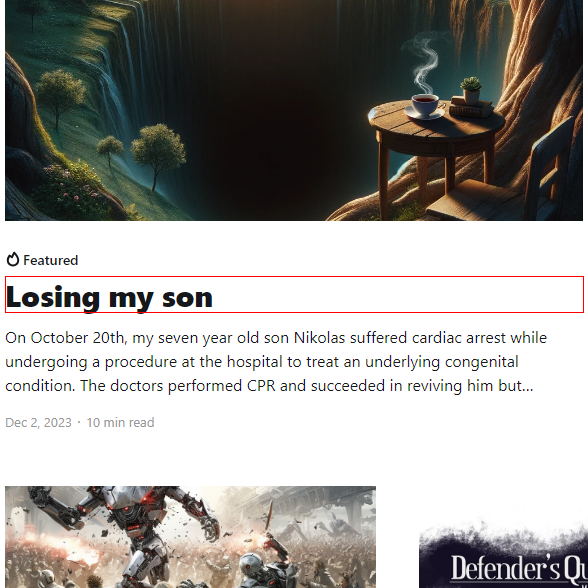 Featured
Losing my son
On October 20th, my seven year old son Nikolas suffered cardiac arrest while
undergoing a procedure at the hospital to treat an underlying congenital
condition. The doctors performed CPR and succeeded in reviving him but...
Dec 2, 2023 · 10 min read
Defender's